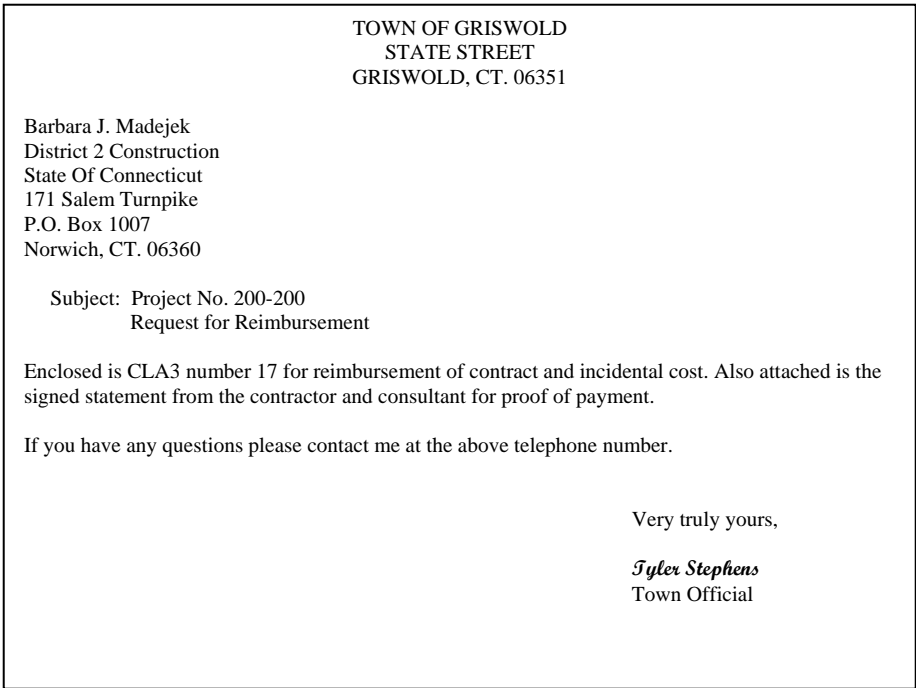 TOWN OF GRISWOLD
STATE STREET
GRISWOLD, CT. 06351
Barbara J. Madejek
District 2 Construction
State Of Connecticut
171 Salem Turnpike
P.O. Box 1007
Norwich, CT. 06360
Subject: Project No. 200-200
Request for Reimbursement
Enclosed is CLA3 number 17 for reimbursement of contract and incidental cost. Also attached is the
signed statement from the contractor and consultant for proof of payment.
If you have any questions please contact me at the above telephone number.
Very truly yours,
Tyler Stephens
Town Official